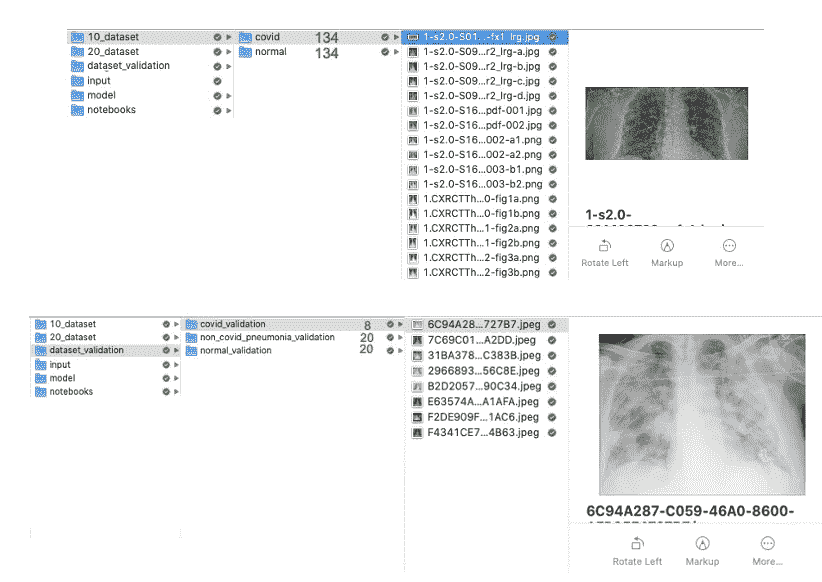 10_dataset
20_dataset
dataset_validation
input
model
notebooks
covid 134
normal 134
1-s2.0-S01...-fx1_lrg.jpg
1-s2.0-S09...r2_lrg-a.jpg
1-s2.0-S09...r2_lrg-b.jpg
1-s2.0-S09...r2_lrg-c.jpg
1-s2.0-S09...r2_lrg-d.jpg
1-s2.0-S16...pdf-001.jpg
1-s2.0-S16...pdf-002.jpg
1-s2.0-S16...002-a1.png
1-s2.0-S16...002-a2.png
1-s2.0-S16...003-b1.png
1-s2.0-S16...003-b2.png
1.CXRCTTh...0-fig1a.png
1.CXRCTTh...0-fig1b.png
1.CXRCTTh...1-fig2a.png
1.CXRCTTh...1-fig2b.png
1.CXRCTTh...2-fig3a.png
1.CXRCTTh...2-fig3b.png
1-s2.0-
Rotate Left Markup More...
10_dataset
20_dataset
dataset_validation
input
model
notebooks
covid_validation 8
non_covid_pneumonia_validation 20
normal_validation 20
6C94A28...727B7.jpeg
7C69C01...A2DD.jpeg
31BA378...C383B.jpeg
2966893...56C8E.jpeg
B2D2057...90C34.jpeg
E63574A...A1AFA.jpeg
F2DE909F...1AC6.jpeg
F4341CE7...4B63.jpeg
6C94A287-C059-46A0-8600-
Rotate Left Markup More...